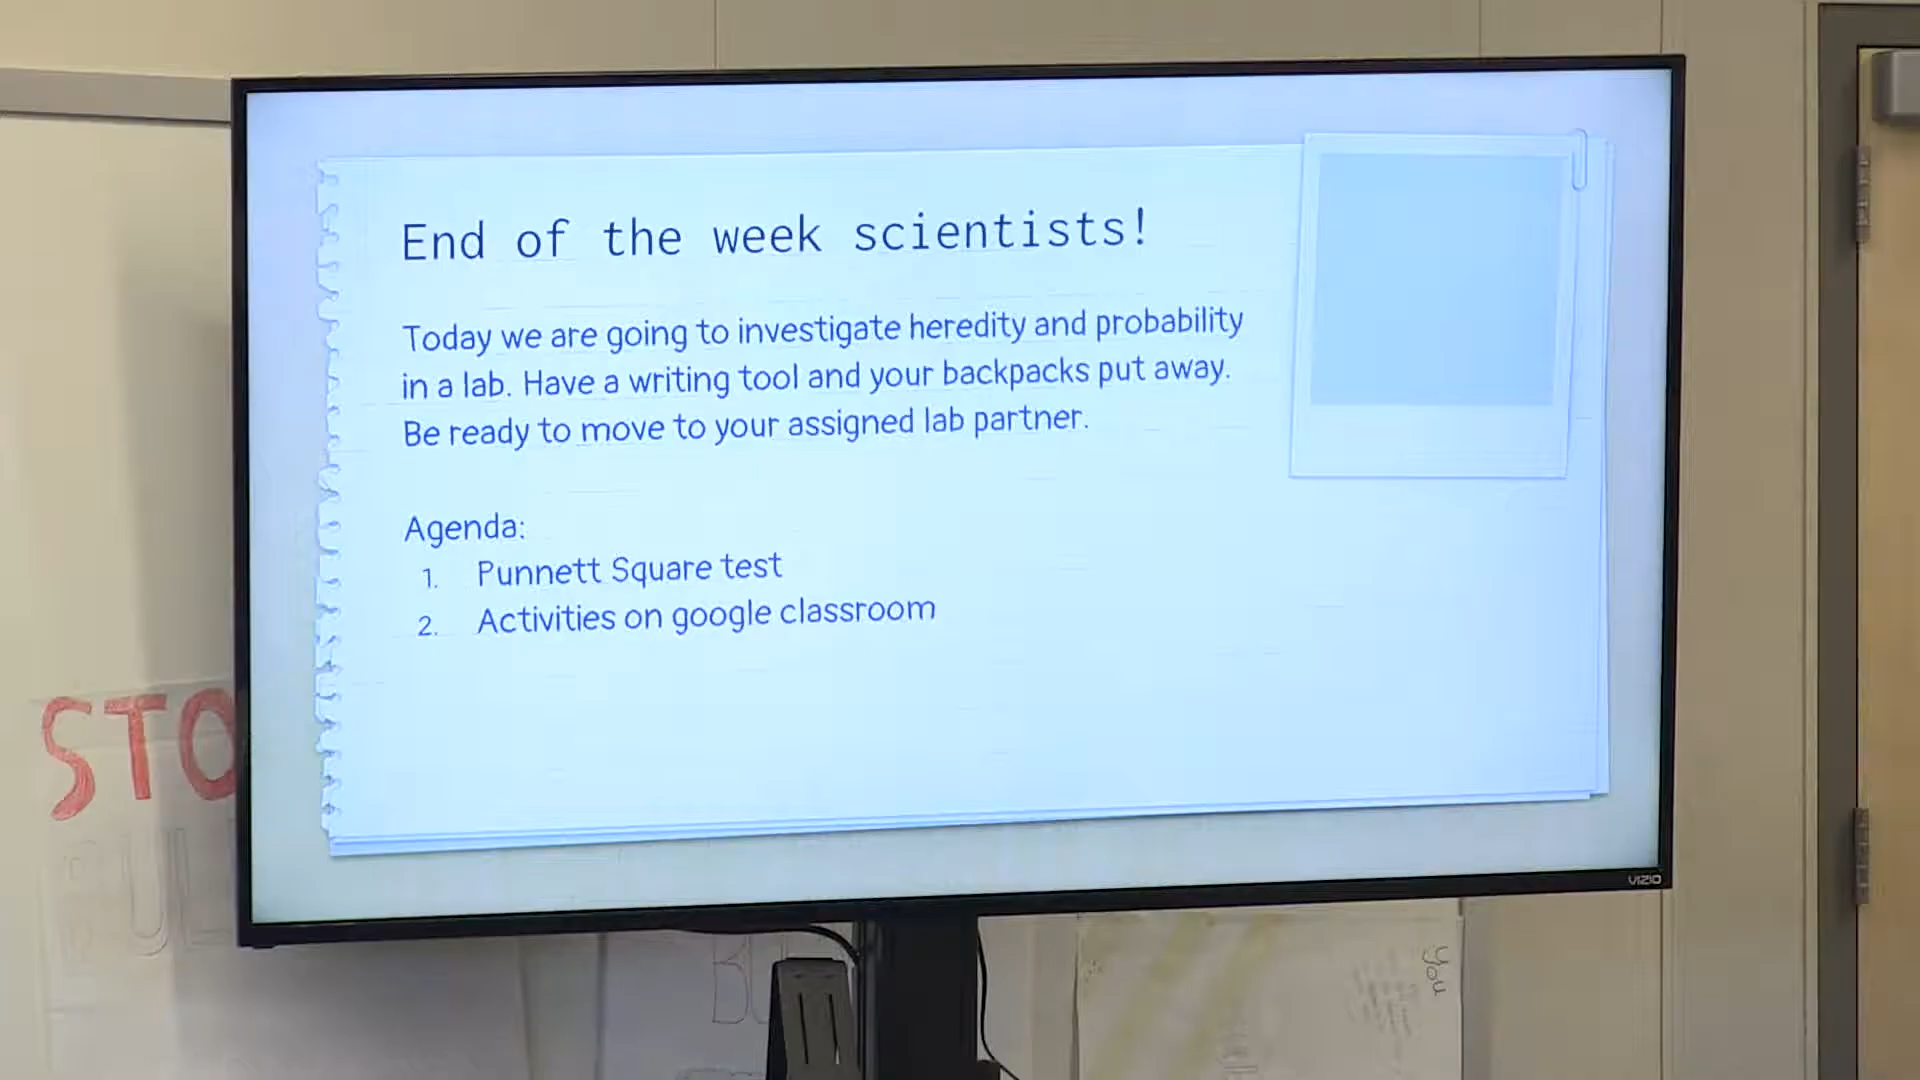 End of the week scientists!
Today we are going to investigate heredity and probability
in a lab. Have a writing tool and your backpacks put away.
Be ready to move to your assigned lab partner.
Agenda:
1. Punnett Square test
2. Activities on google classroom
STO
VIZIO
you